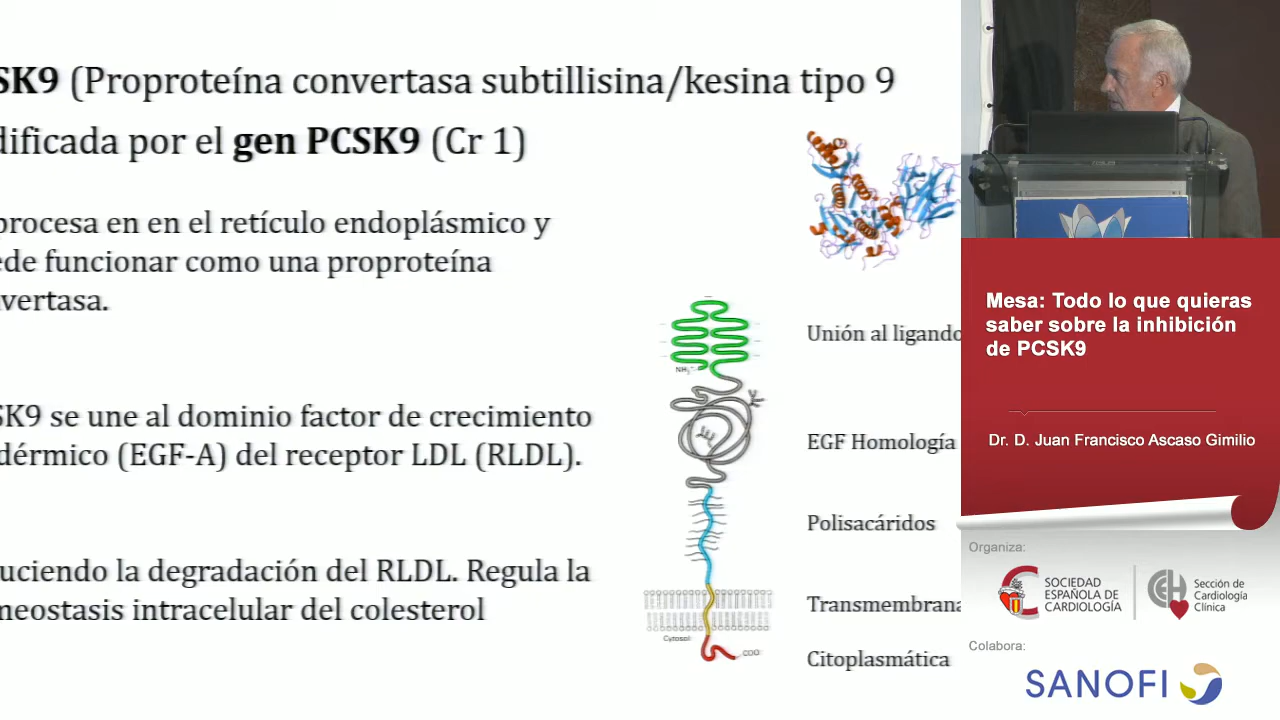 SK9 (Proproteína convertasa subtillisina/kesina tipo 9
dificada por el gen PCSK9 (Cr 1)
procesa en en el retículo endoplásmico y
ede funcionar como una proproteína
vertasa.
SK9 se une al dominio factor de crecimiento
dérmico (EGF-A) del receptor LDL (RLDL).
uciendo la degradación del RLDL. Regula la
meostasis intracelular del colesterol
NH3+
Unión al ligando
EGF Homología
Polisacáridos
Transmembrana
Cytosol
COO-
Citoplasmática
Mesa: Todo lo que quieras
saber sobre la inhibición
de PCSK9
Dr. D. Juan Francisco Ascaso Gimilio
Organiza:
SOCIEDAD
ESPAÑOLA DE
CARDIOLOGÍA
Sección de
Cardiología
Clínica
Colabora:
SANOFI